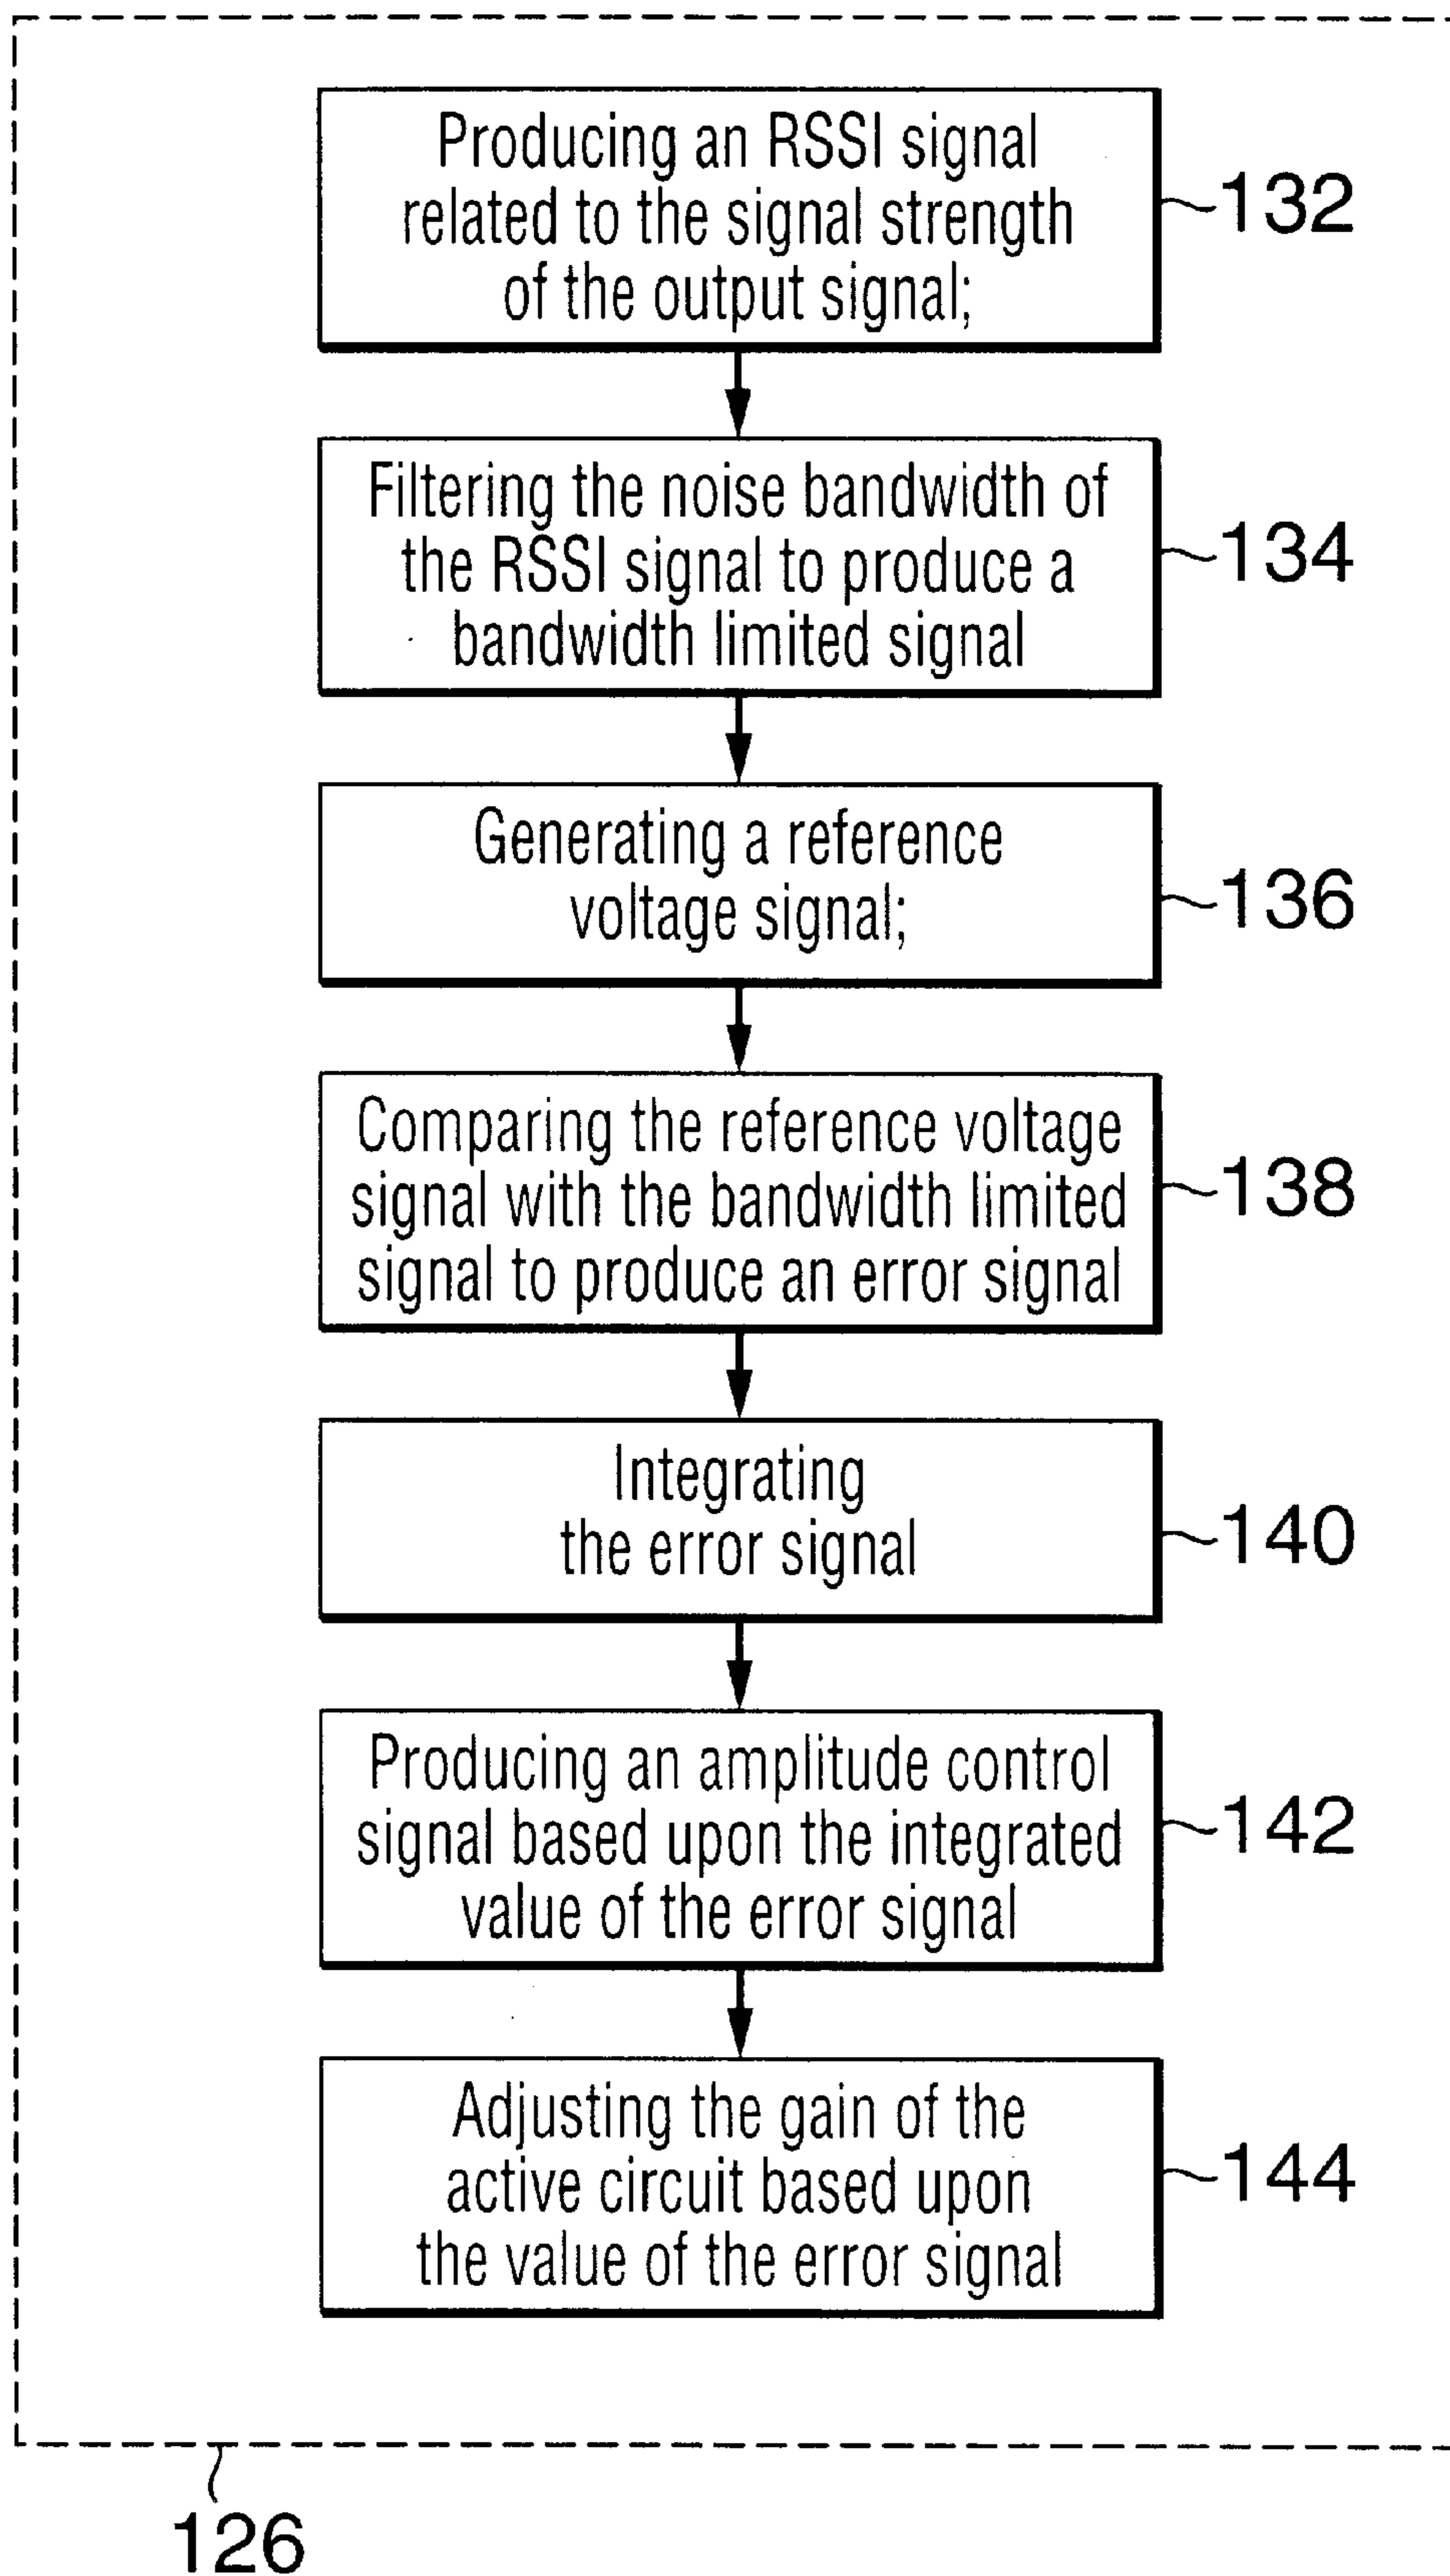 Producing an RSSI signal
related to the signal strength
of the output signal;
132
Filtering the noise bandwidth of
the RSSI signal to produce a
bandwidth limited signal
134
Generating a reference
voltage signal;
136
Comparing the reference voltage
signal with the bandwidth limited
signal to produce an error signal
138
Integrating
the error signal
140
Producing an amplitude control
signal based upon the integrated
value of the error signal
142
Adjusting the gain of the
active circuit based upon
the value of the error signal
144
126